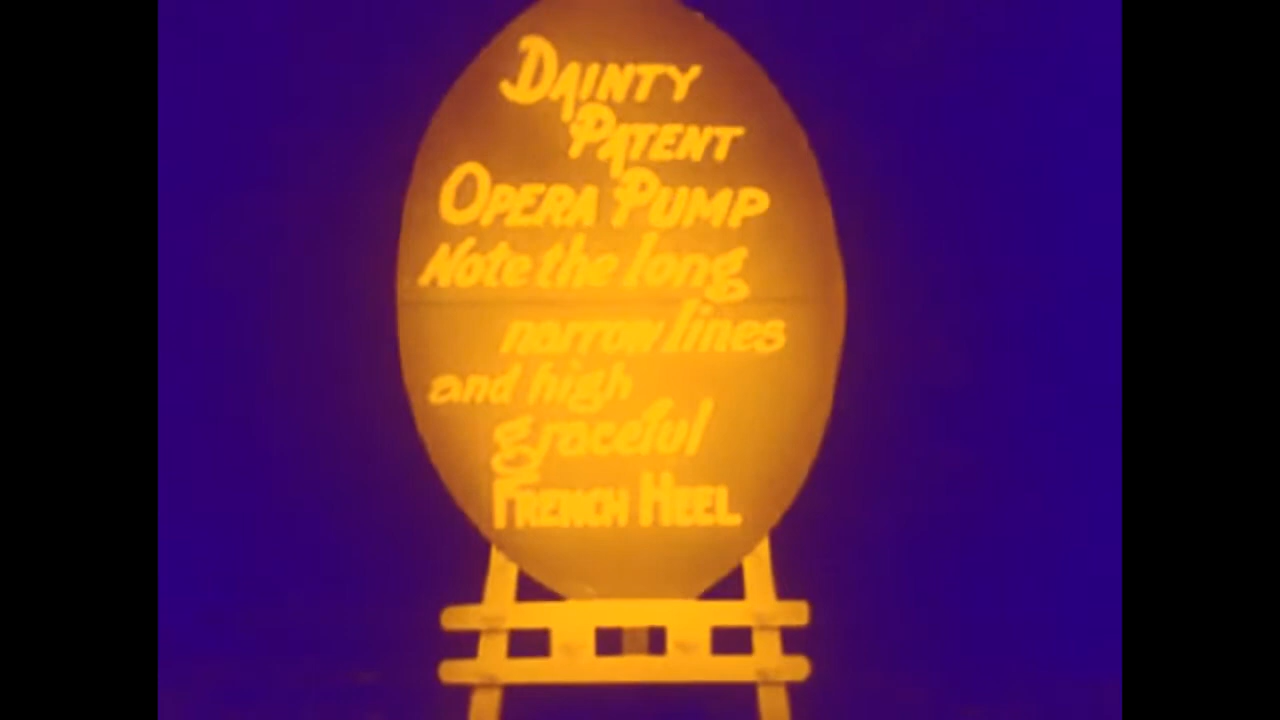 DAINTY
PATENT
OPERA PUMP
Note the long
narrow lines
and high
graceful
FRENCH HEEL